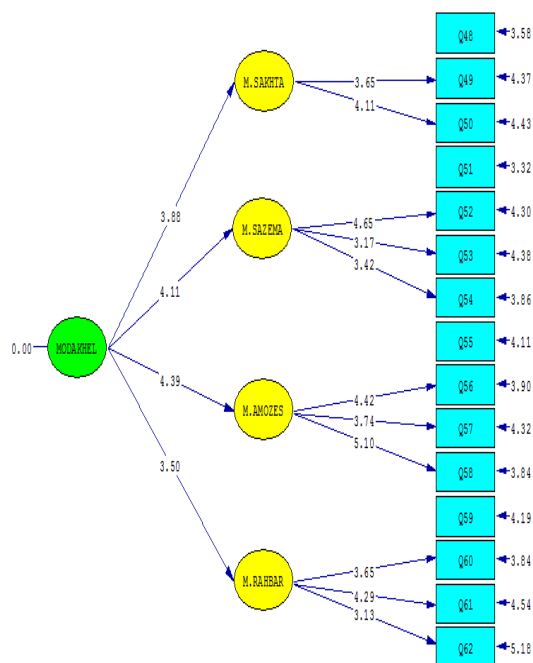 Q48
3.58
M.SAKHTA
3.65
Q49
4.37
4.11
Q50
4.43
Q51
3.32
3.88
4.65
Q52
4.30
M.SAZEMA
3.17
Q53
4.38
3.42
Q54
3.86
4.11
0.00
MODAKHEL
Q55
4.11
4.39
4.42
Q56
3.90
M.AMOZES
3.74
Q57
4.32
5.10
Q58
3.84
3.50
Q59
4.19
3.65
Q60
3.84
M.RAHBAR
4.29
Q61
4.54
3.13
Q62
5.18